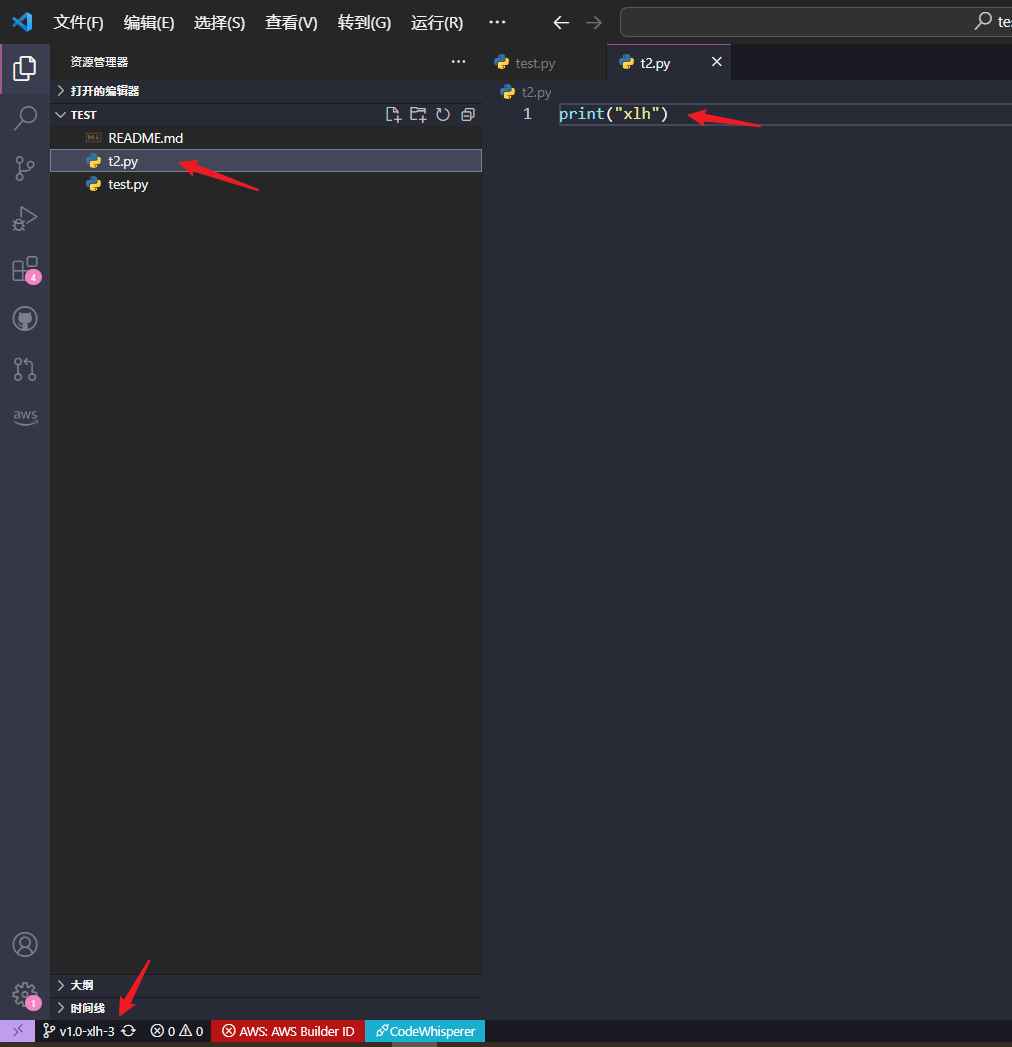 文件(F) 编辑(E) 选择(S) 查看(V) 转到(G) 运行(R) ··· tes
资源管理器 ···
打开的编辑器
TEST
README.md
t2.py
test.py
test.py t2.py
t2.py
1 print("xlh")
4
aws
大纲
时间线
1
v1.0-xlh-3 0 0 AWS: AWS Builder ID CodeWhisperer